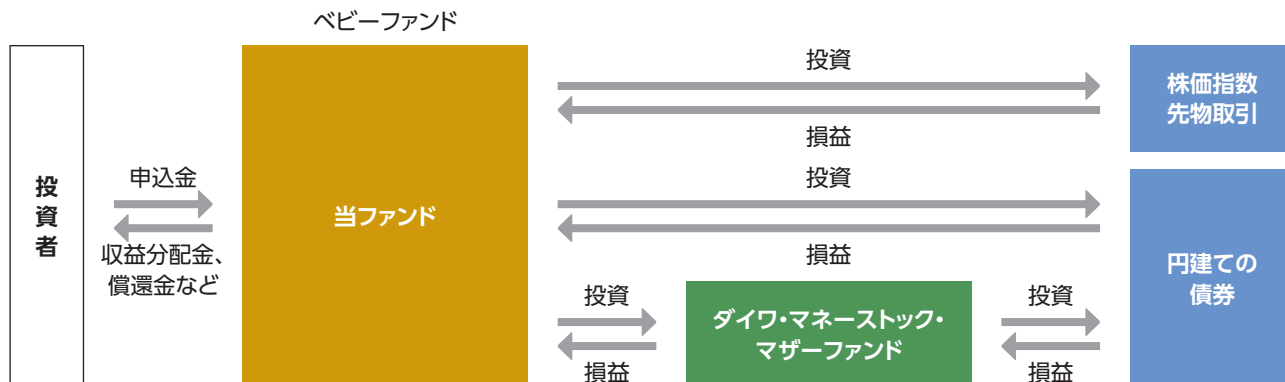 ベビーファンド
投資者
申込金
収益分配金、
償還金など
当ファンド
投資
損益
株価指数
先物取引
投資
損益
投資
損益
ダイワ・マネーストック・
マザーファンド
投資
損益
円建ての
債券